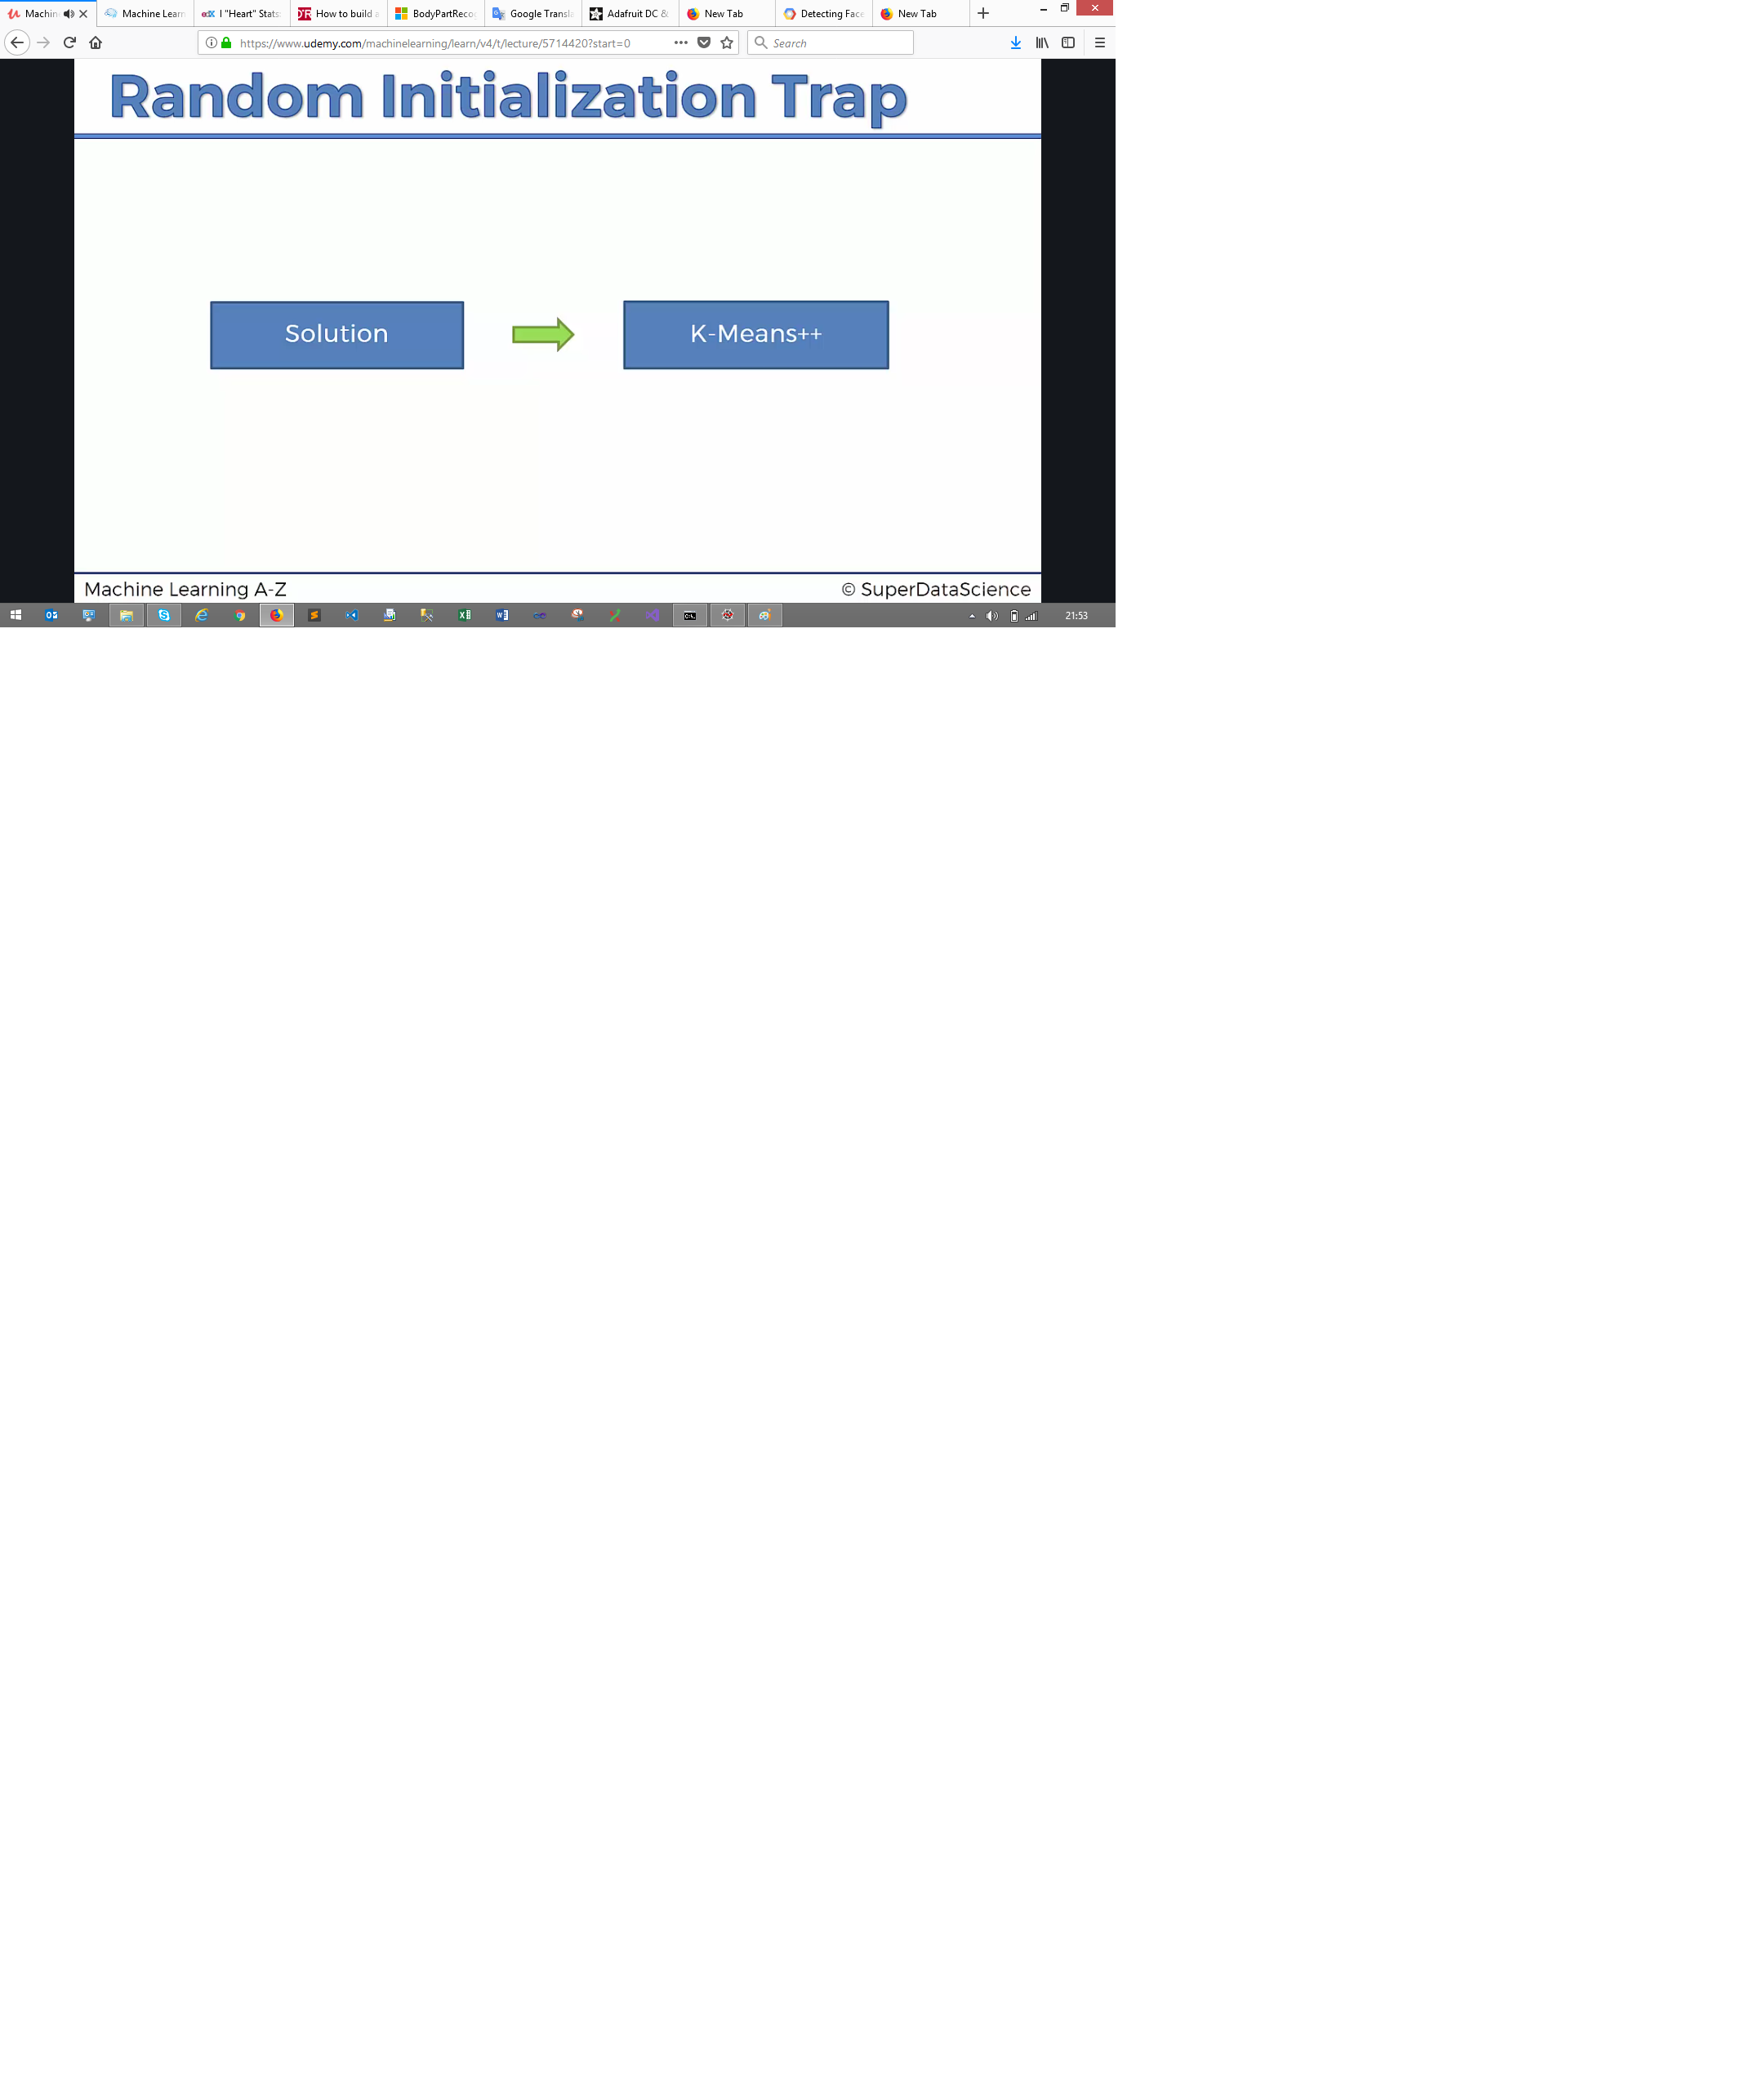 Machin
Machine Learn
edX I "Heart" Stats:
How to build a
BodyPartReco
Google Transla
Adafruit DC &
New Tab
Detecting Face
New Tab
https://www.udemy.com/machinelearning/learn/v4/t/lecture/5714420?start=0
Search
Random Initialization Trap
Solution
K-Means++
Machine Learning A-Z
© SuperDataScience
21:53